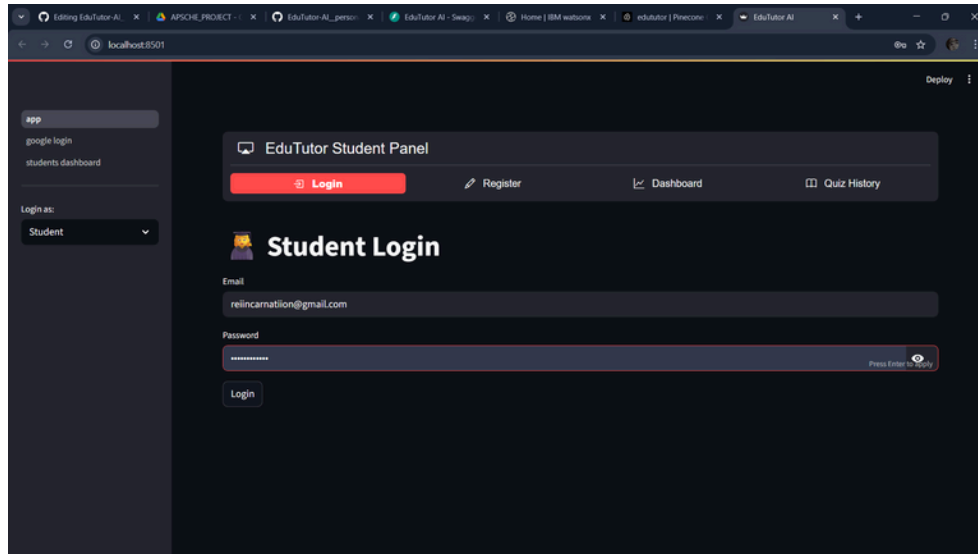 Editing EduTutor-AI_
APSCHE_PROJECT -
EduTutor-AI_person
EduTutor AI - Swagg
Home | IBM watsonx
edututor | Pinecone
EduTutor AI
localhost:8501
Deploy
app
google login
students dashboard
Login as:
Student
EduTutor Student Panel
Login
Register
Dashboard
Quiz History
Student Login
Email
reiincarnatiion@gmail.com
Password
Press Enter to apply
Login